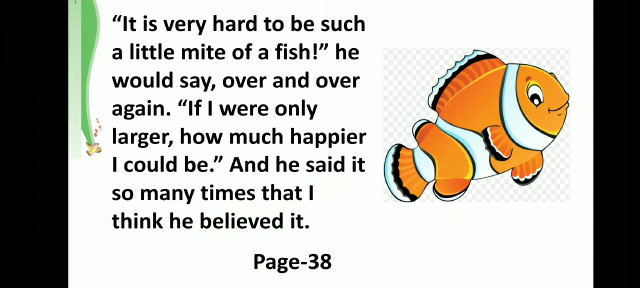 “It is very hard to be such
a little mite of a fish!” he
would say, over and over
again. “If I were only
larger, how much happier
I could be.” And he said it
so many times that I
think he believed it.
Page-38